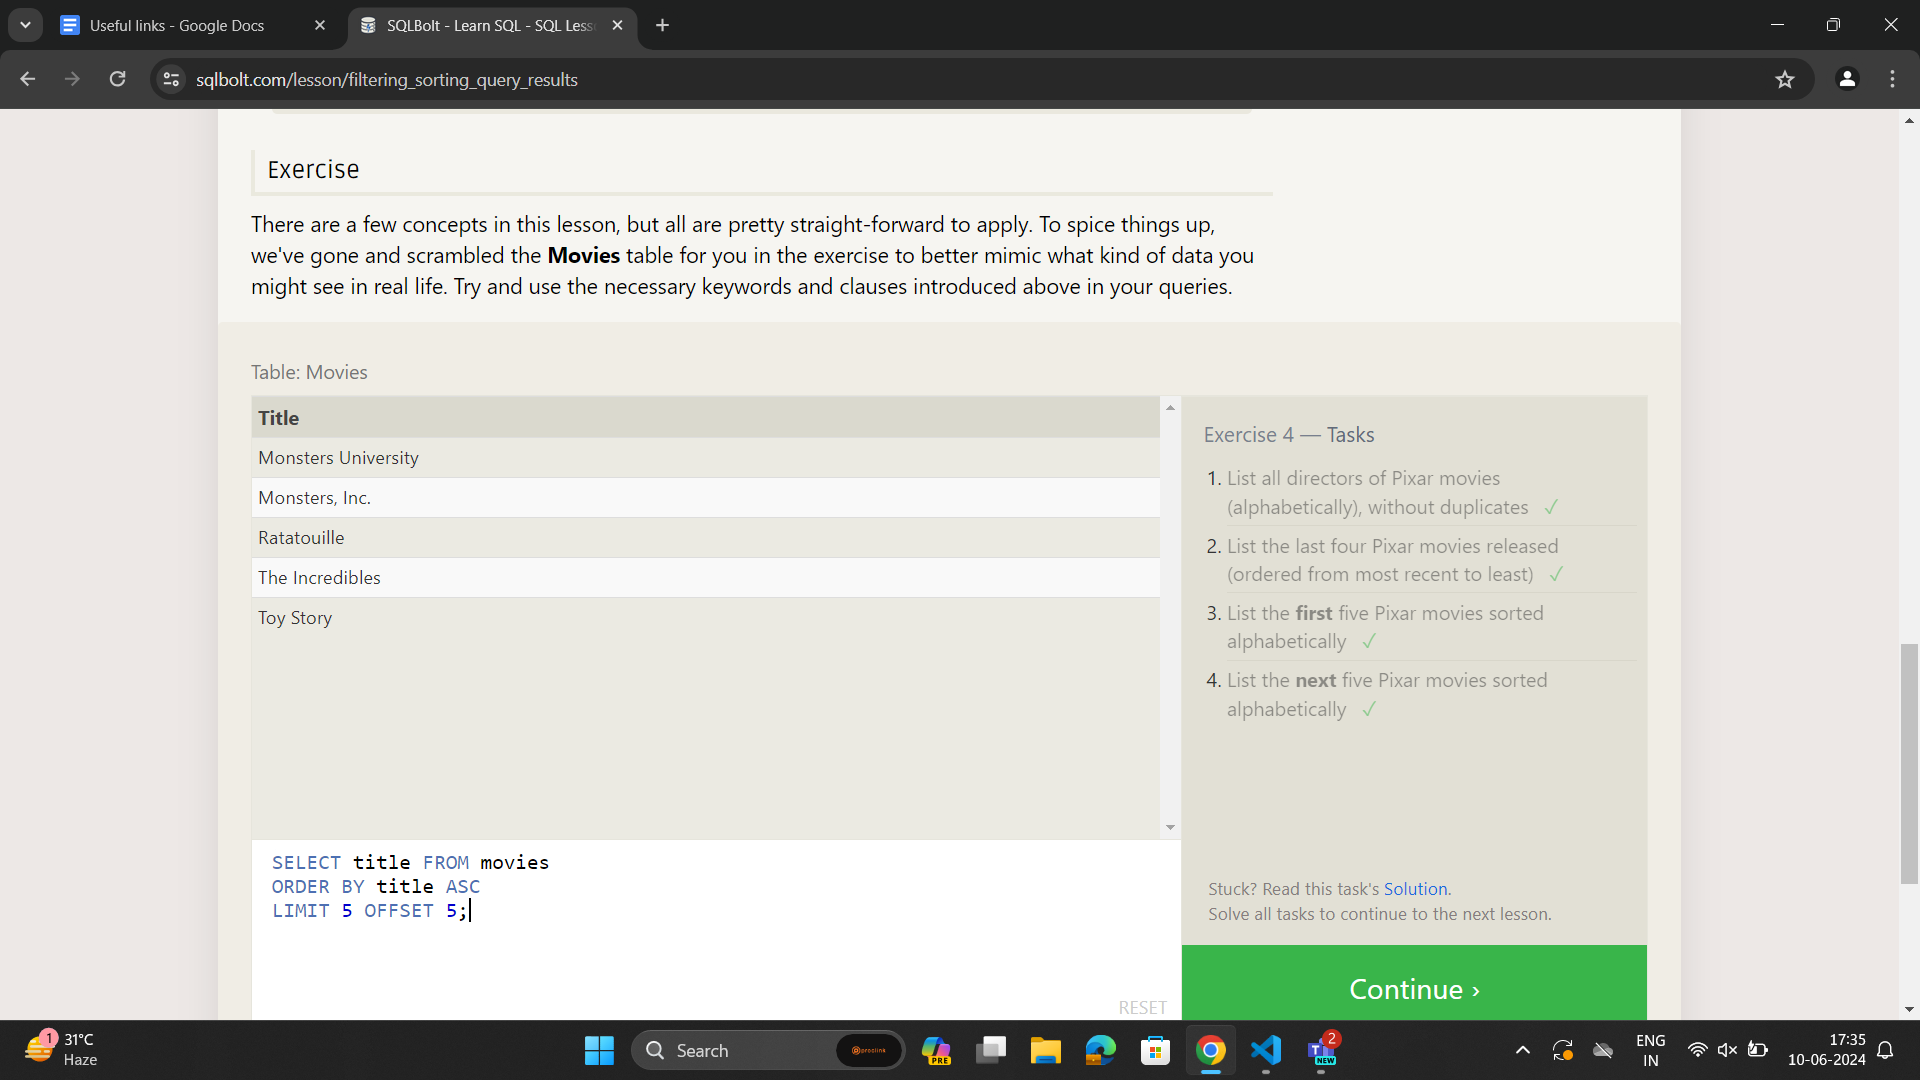 Useful links - Google Docs
SQLBolt - Learn SQL - SQL Less
sqlbolt.com/lesson/filtering_sorting_query_results
Exercise
There are a few concepts in this lesson, but all are pretty straight-forward to apply. To spice things up,
we've gone and scrambled the Movies table for you in the exercise to better mimic what kind of data you
might see in real life. Try and use the necessary keywords and clauses introduced above in your queries.
Table: Movies
Title
Monsters University
Monsters, Inc.
Ratatouille
The Incredibles
Toy Story
SELECT title FROM movies
ORDER BY title ASC
LIMIT 5 OFFSET 5;
RESET
Exercise 4 — Tasks
1. List all directors of Pixar movies
(alphabetically), without duplicates ✓
2. List the last four Pixar movies released
(ordered from most recent to least) ✓
3. List the first five Pixar movies sorted
alphabetically ✓
4. List the next five Pixar movies sorted
alphabetically ✓
Stuck? Read this task's Solution.
Solve all tasks to continue to the next lesson.
Continue ›
1
31°C
Haze
Search
proclink
PRE
2
NEW
ENG
IN
17:35
10-06-2024